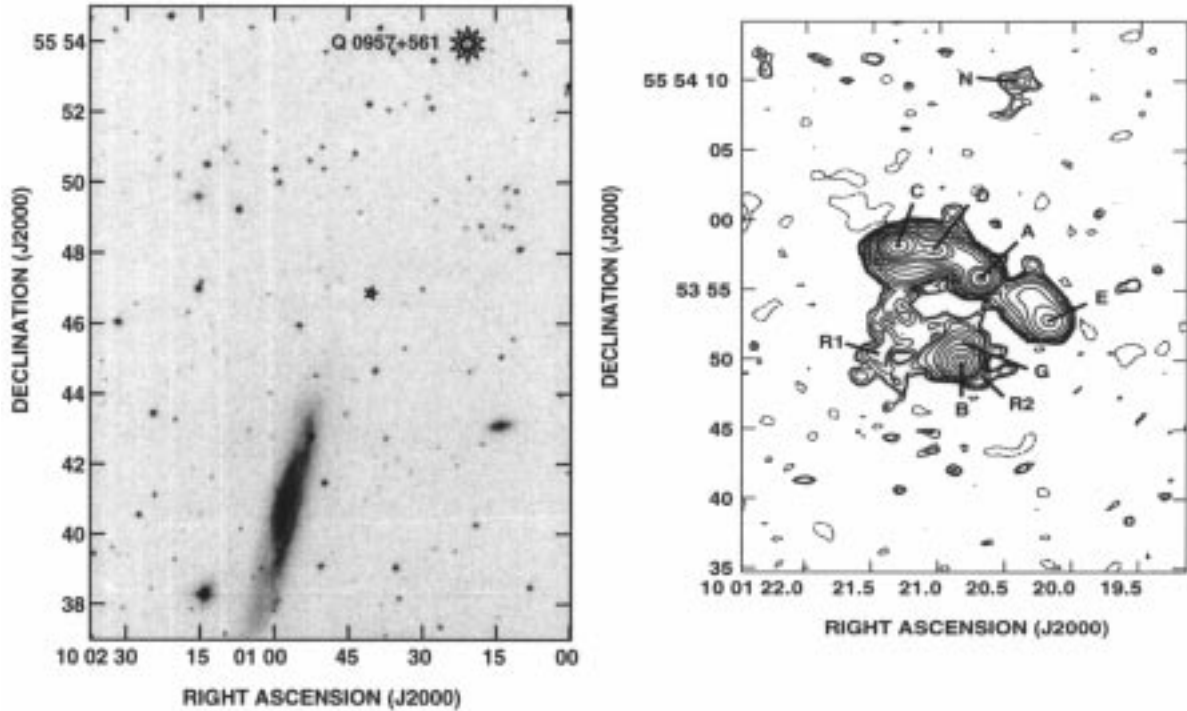 55 54
52
50
48
46
44
42
40
38
10 02 30
15
01 00
45
30
15
00
DECLINATION (J2000)
RIGHT ASCENSION (J2000)
Q 0957+561
55 54 10
05
00
53 55
50
45
40
35
10 01 22.0
21.5
21.0
20.5
20.0
19.5
DECLINATION (J2000)
RIGHT ASCENSION (J2000)
N
C
D
A
E
R1
G
B
R2